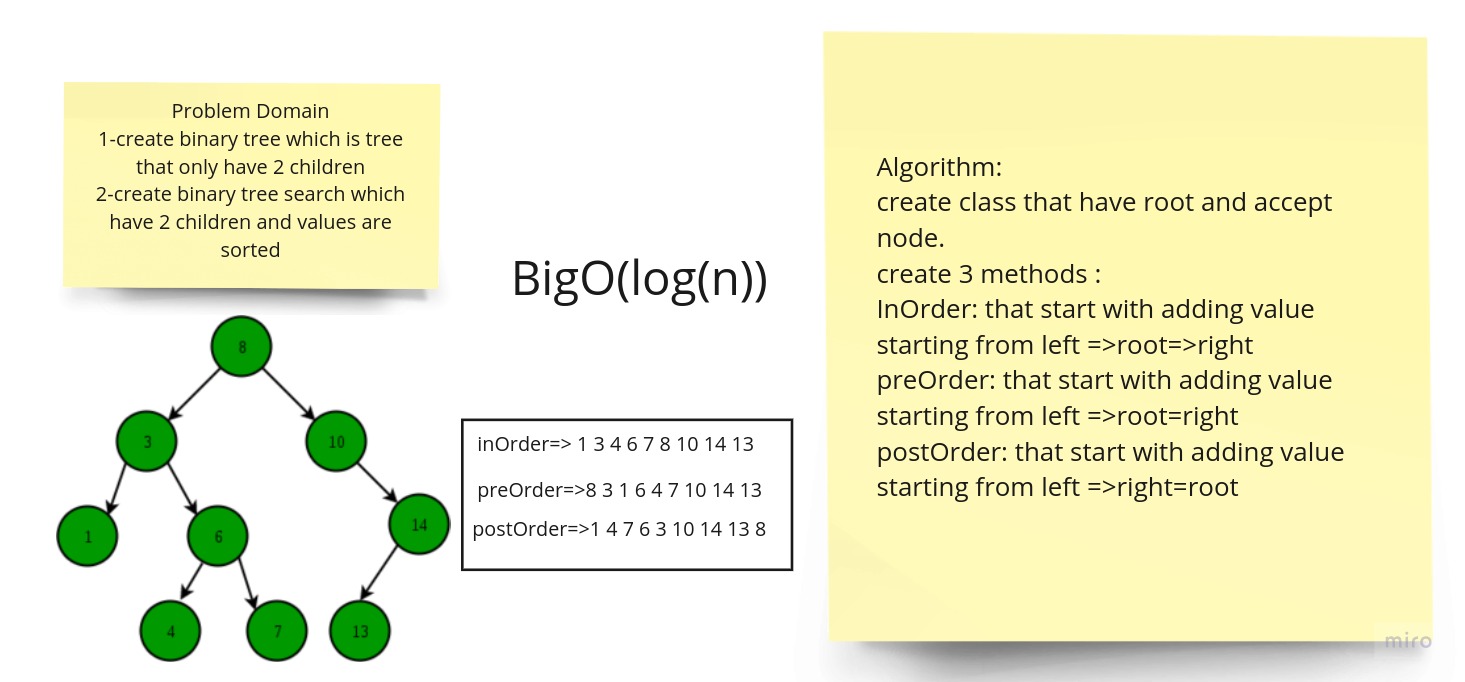 Problem Domain
1-create binary tree which is tree
that only have 2 children
2-create binary tree search which
have 2 children and values are
sorted
BigO(log(n))
8
3
10
1
6
14
4
7
13
inOrder=> 1 3 4 6 7 8 10 14 13
preOrder=>8 3 1 6 4 7 10 14 13
postOrder=>1 4 7 6 3 10 14 13 8
Algorithm:
create class that have root and accept
node.
create 3 methods :
InOrder: that start with adding value
starting from left =>root=>right
preOrder: that start with adding value
starting from left =>root=right
postOrder: that start with adding value
starting from left =>right=root
miro